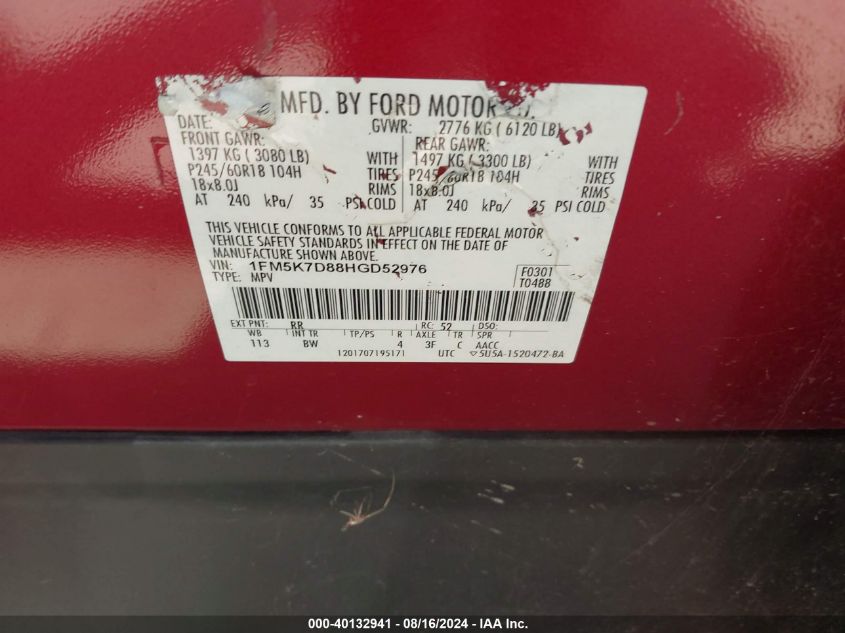 MFD. BY FORD MOTOR
DATE: GVWR: 2776 KG ( 6120 LB)
FRONT GAWR: REAR GAWR:
1397 KG ( 3080 LB) WITH 1497 KG ( 3300 LB) WITH
P245/60R18 104H TIRES P245/60R18 104H TIRES
18x8.0J RIMS 18x8.0J RIMS
AT 240 kPa/ 35 PSI COLD AT 240 kPa/ 35 PSI COLD
THIS VEHICLE CONFORMS TO ALL APPLICABLE FEDERAL MOTOR
VEHICLE SAFETY STANDARDS IN EFFECT ON THE DATE OF
MANUFACTURE SHOWN ABOVE.
VIN: 1FM5K7D88HGD52976 F0301
TYPE: MPV T0488
EXT PNT: RR RC: 52 DSO:
WB INT TR TP/PS R AXLE TR SPR
113 BW 4 3F C AACC
1201707195171 UTC ▽5U5A-1520472-BA
000-40132941 - 08/16/2024 - IAA Inc.